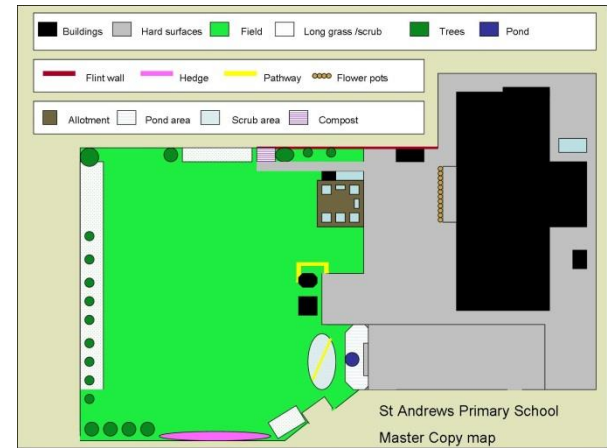 Buildings Hard surfaces Field Long grass /scrub Trees Pond
Flint wall Hedge Pathway Flower pots
Allotment Pond area Scrub area Compost
St Andrews Primary School
Master Copy map